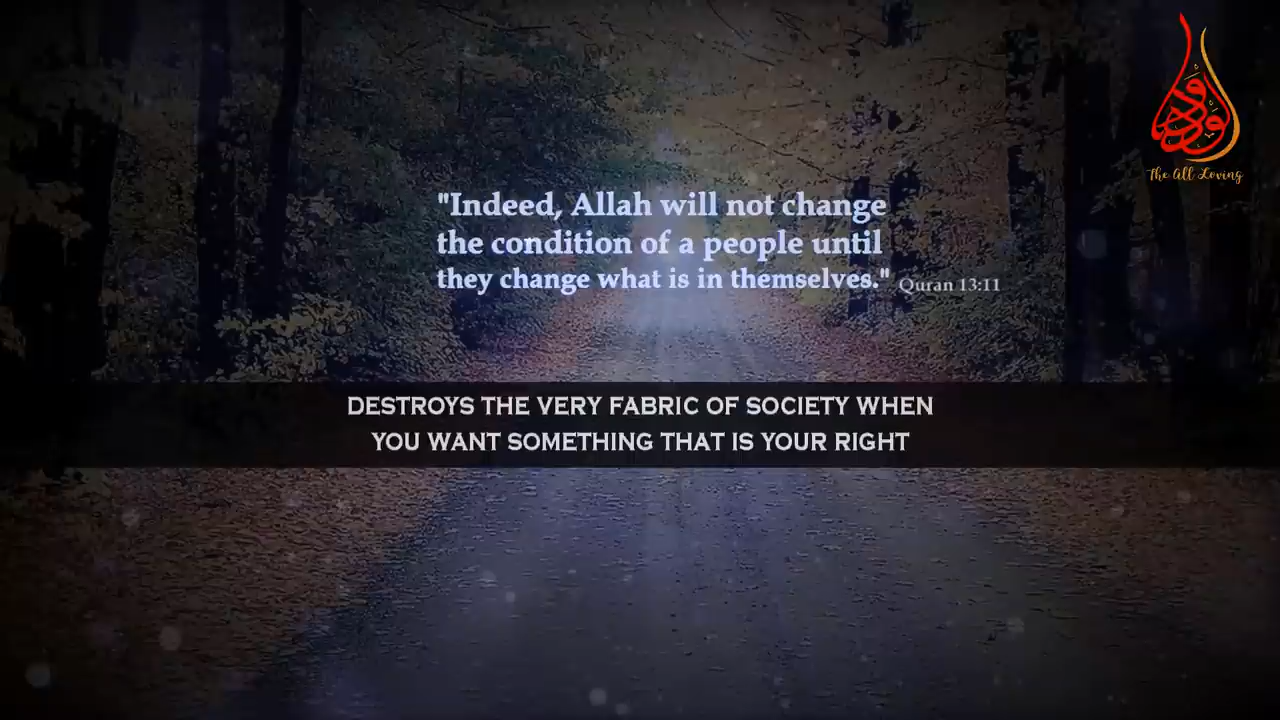 "Indeed, Allah will not change
the condition of a people until
they change what is in themselves." Quran 13:11
DESTROYS THE VERY FABRIC OF SOCIETY WHEN
YOU WANT SOMETHING THAT IS YOUR RIGHT
The All Loving